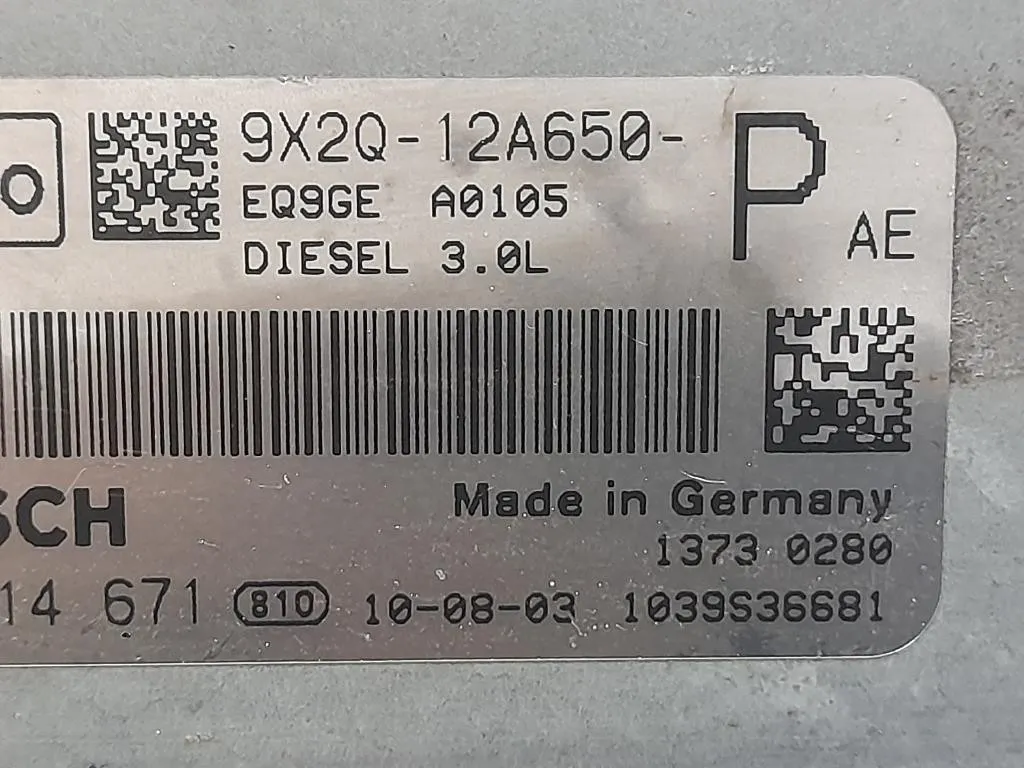 9X2Q-12A650- P AE
EQ9GE A0105
DIESEL 3.0L
SCH
Made in Germany
1373 0280
14 671 810 10-08-03 1039S36681